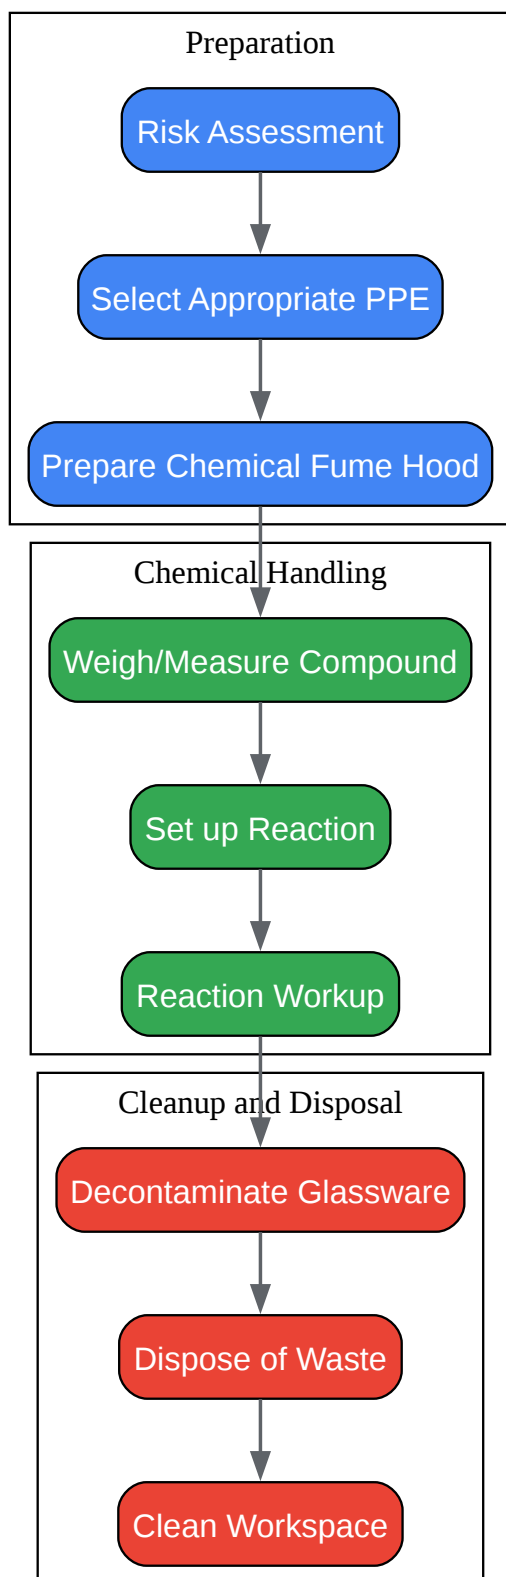 Preparation
Risk Assessment
Select Appropriate PPE
Prepare Chemical Fume Hood
Chemical Handling
Weigh/Measure Compound
Set up Reaction
Reaction Workup
Cleanup and Disposal
Decontaminate Glassware
Dispose of Waste
Clean Workspace